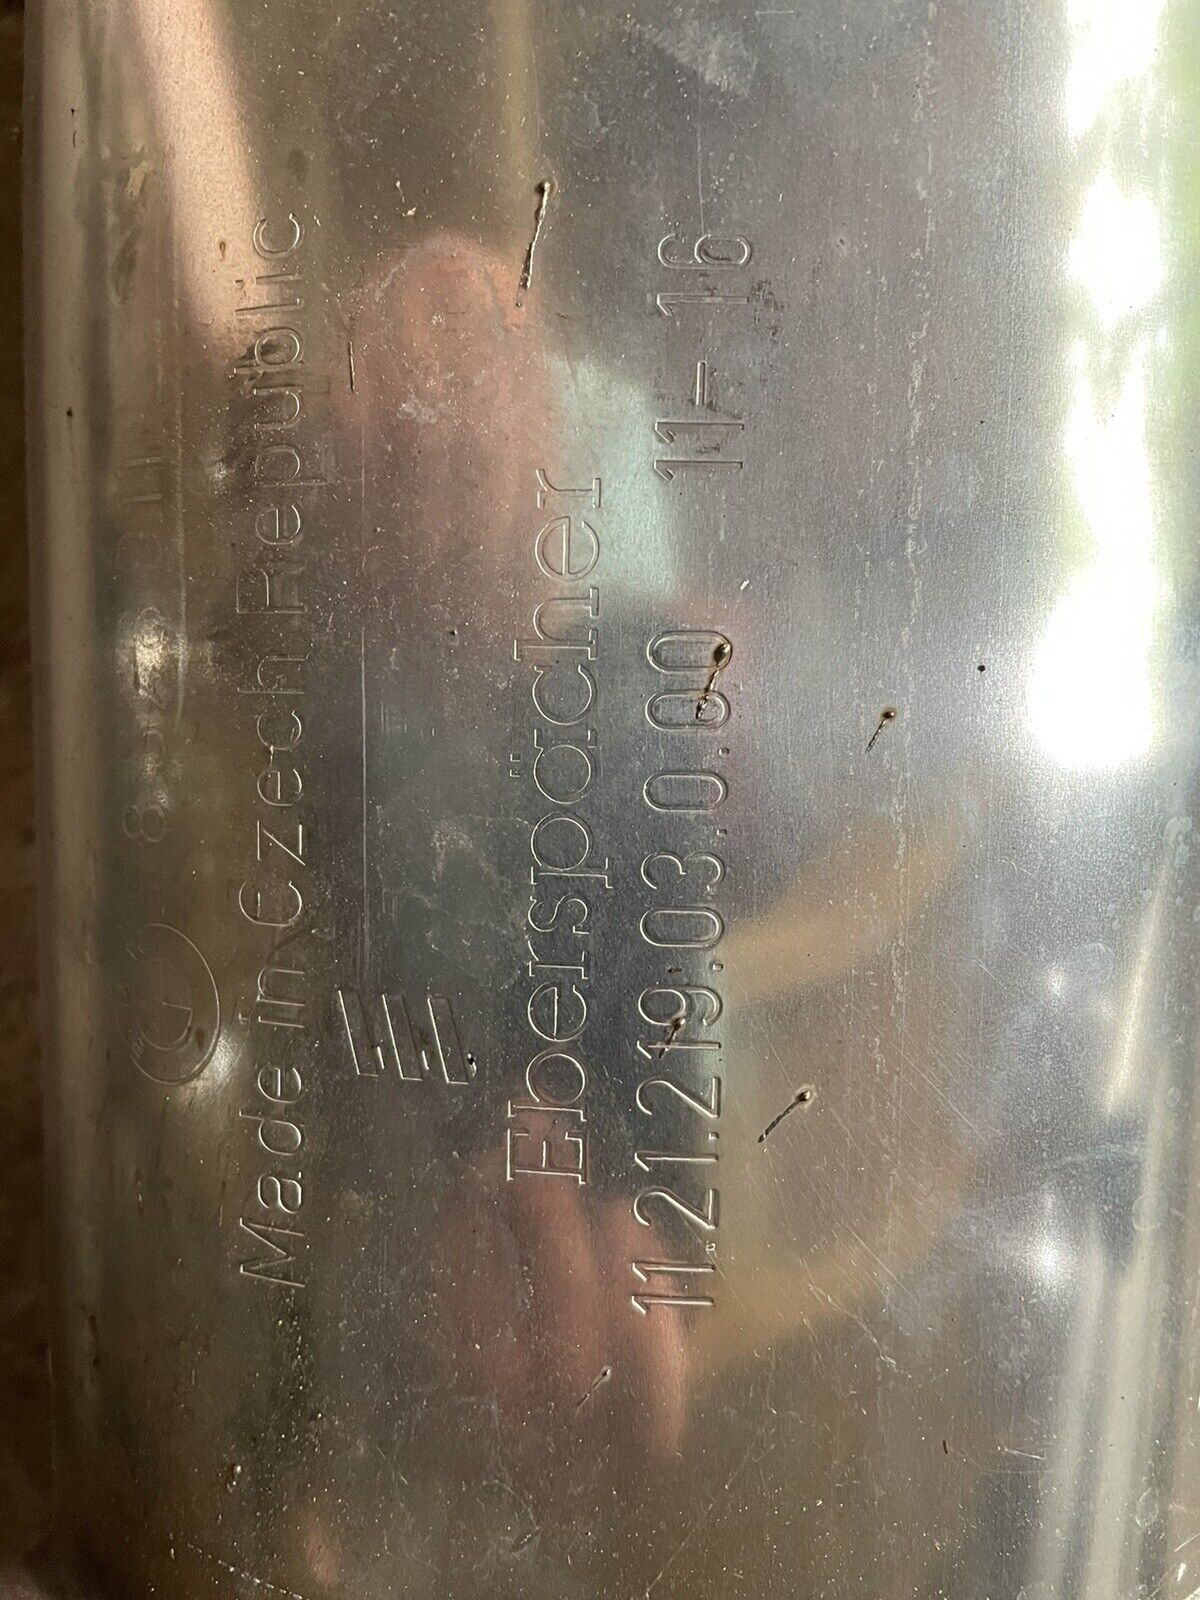 Made in Czech Republic
Eberspächer
11.21.219.03.0.00 11-16